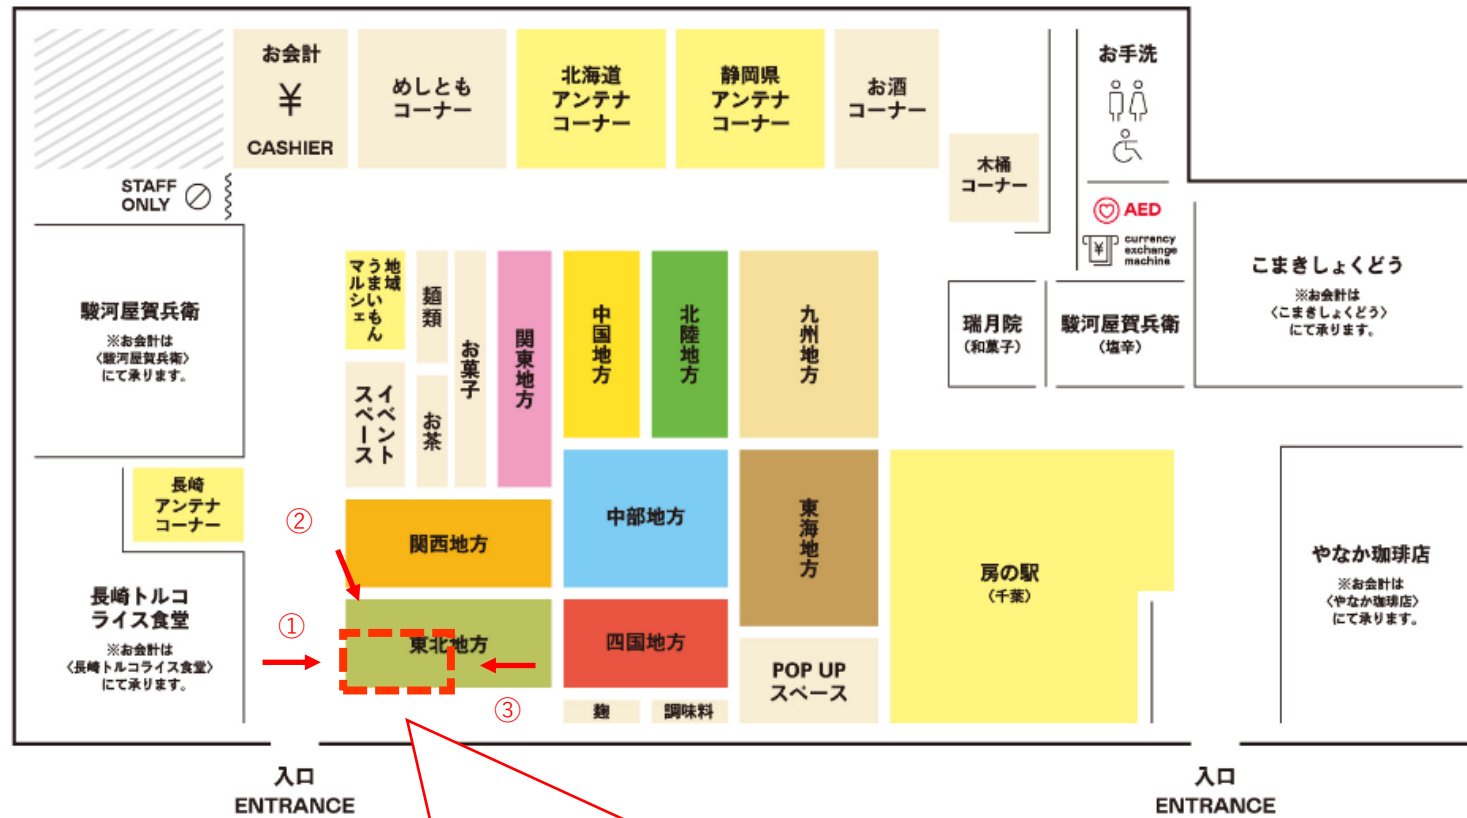 お会計
¥
CASHIER
めしとも
コーナー
北海道
アンテナ
コーナー
静岡県
アンテナ
コーナー
お酒
コーナー
木桶
コーナー
お手洗
AED
¥
currency
exchange
machine
STAFF
ONLY
駿河屋賀兵衛
※お会計は
〈駿河屋賀兵衛〉
にて承ります。
地域
うまいもん
マルシェ
麺類
お菓子
関東地方
中国地方
北陸地方
九州地方
瑞月院
(和菓子)
駿河屋賀兵衛
(塩辛)
こまきしょくどう
※お会計は
〈こまきしょくどう〉
にて承ります。
イベント
スペース
お茶
長崎
アンテナ
コーナー
②
関西地方
中部地方
東海地方
房の駅
(千葉)
やなか珈琲店
※お会計は
〈やなか珈琲店〉
にて承ります。
長崎トルコ
ライス食堂
※お会計は
〈長崎トルコライス食堂〉
にて承ります。
①
東北地方
③
四国地方
麹
調味料
POP UP
スペース
入口
ENTRANCE
入口
ENTRANCE